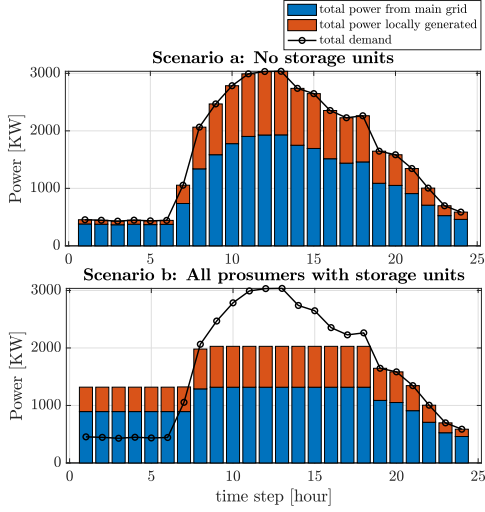 total power from main grid
total power locally generated
total demand
Scenario a: No storage units
3000
2000
1000
0
Power [KW]
0 5 10 15 20 25
Scenario b: All prosumers with storage units
3000
2000
1000
0
Power [KW]
0 5 10 15 20 25
time step [hour]